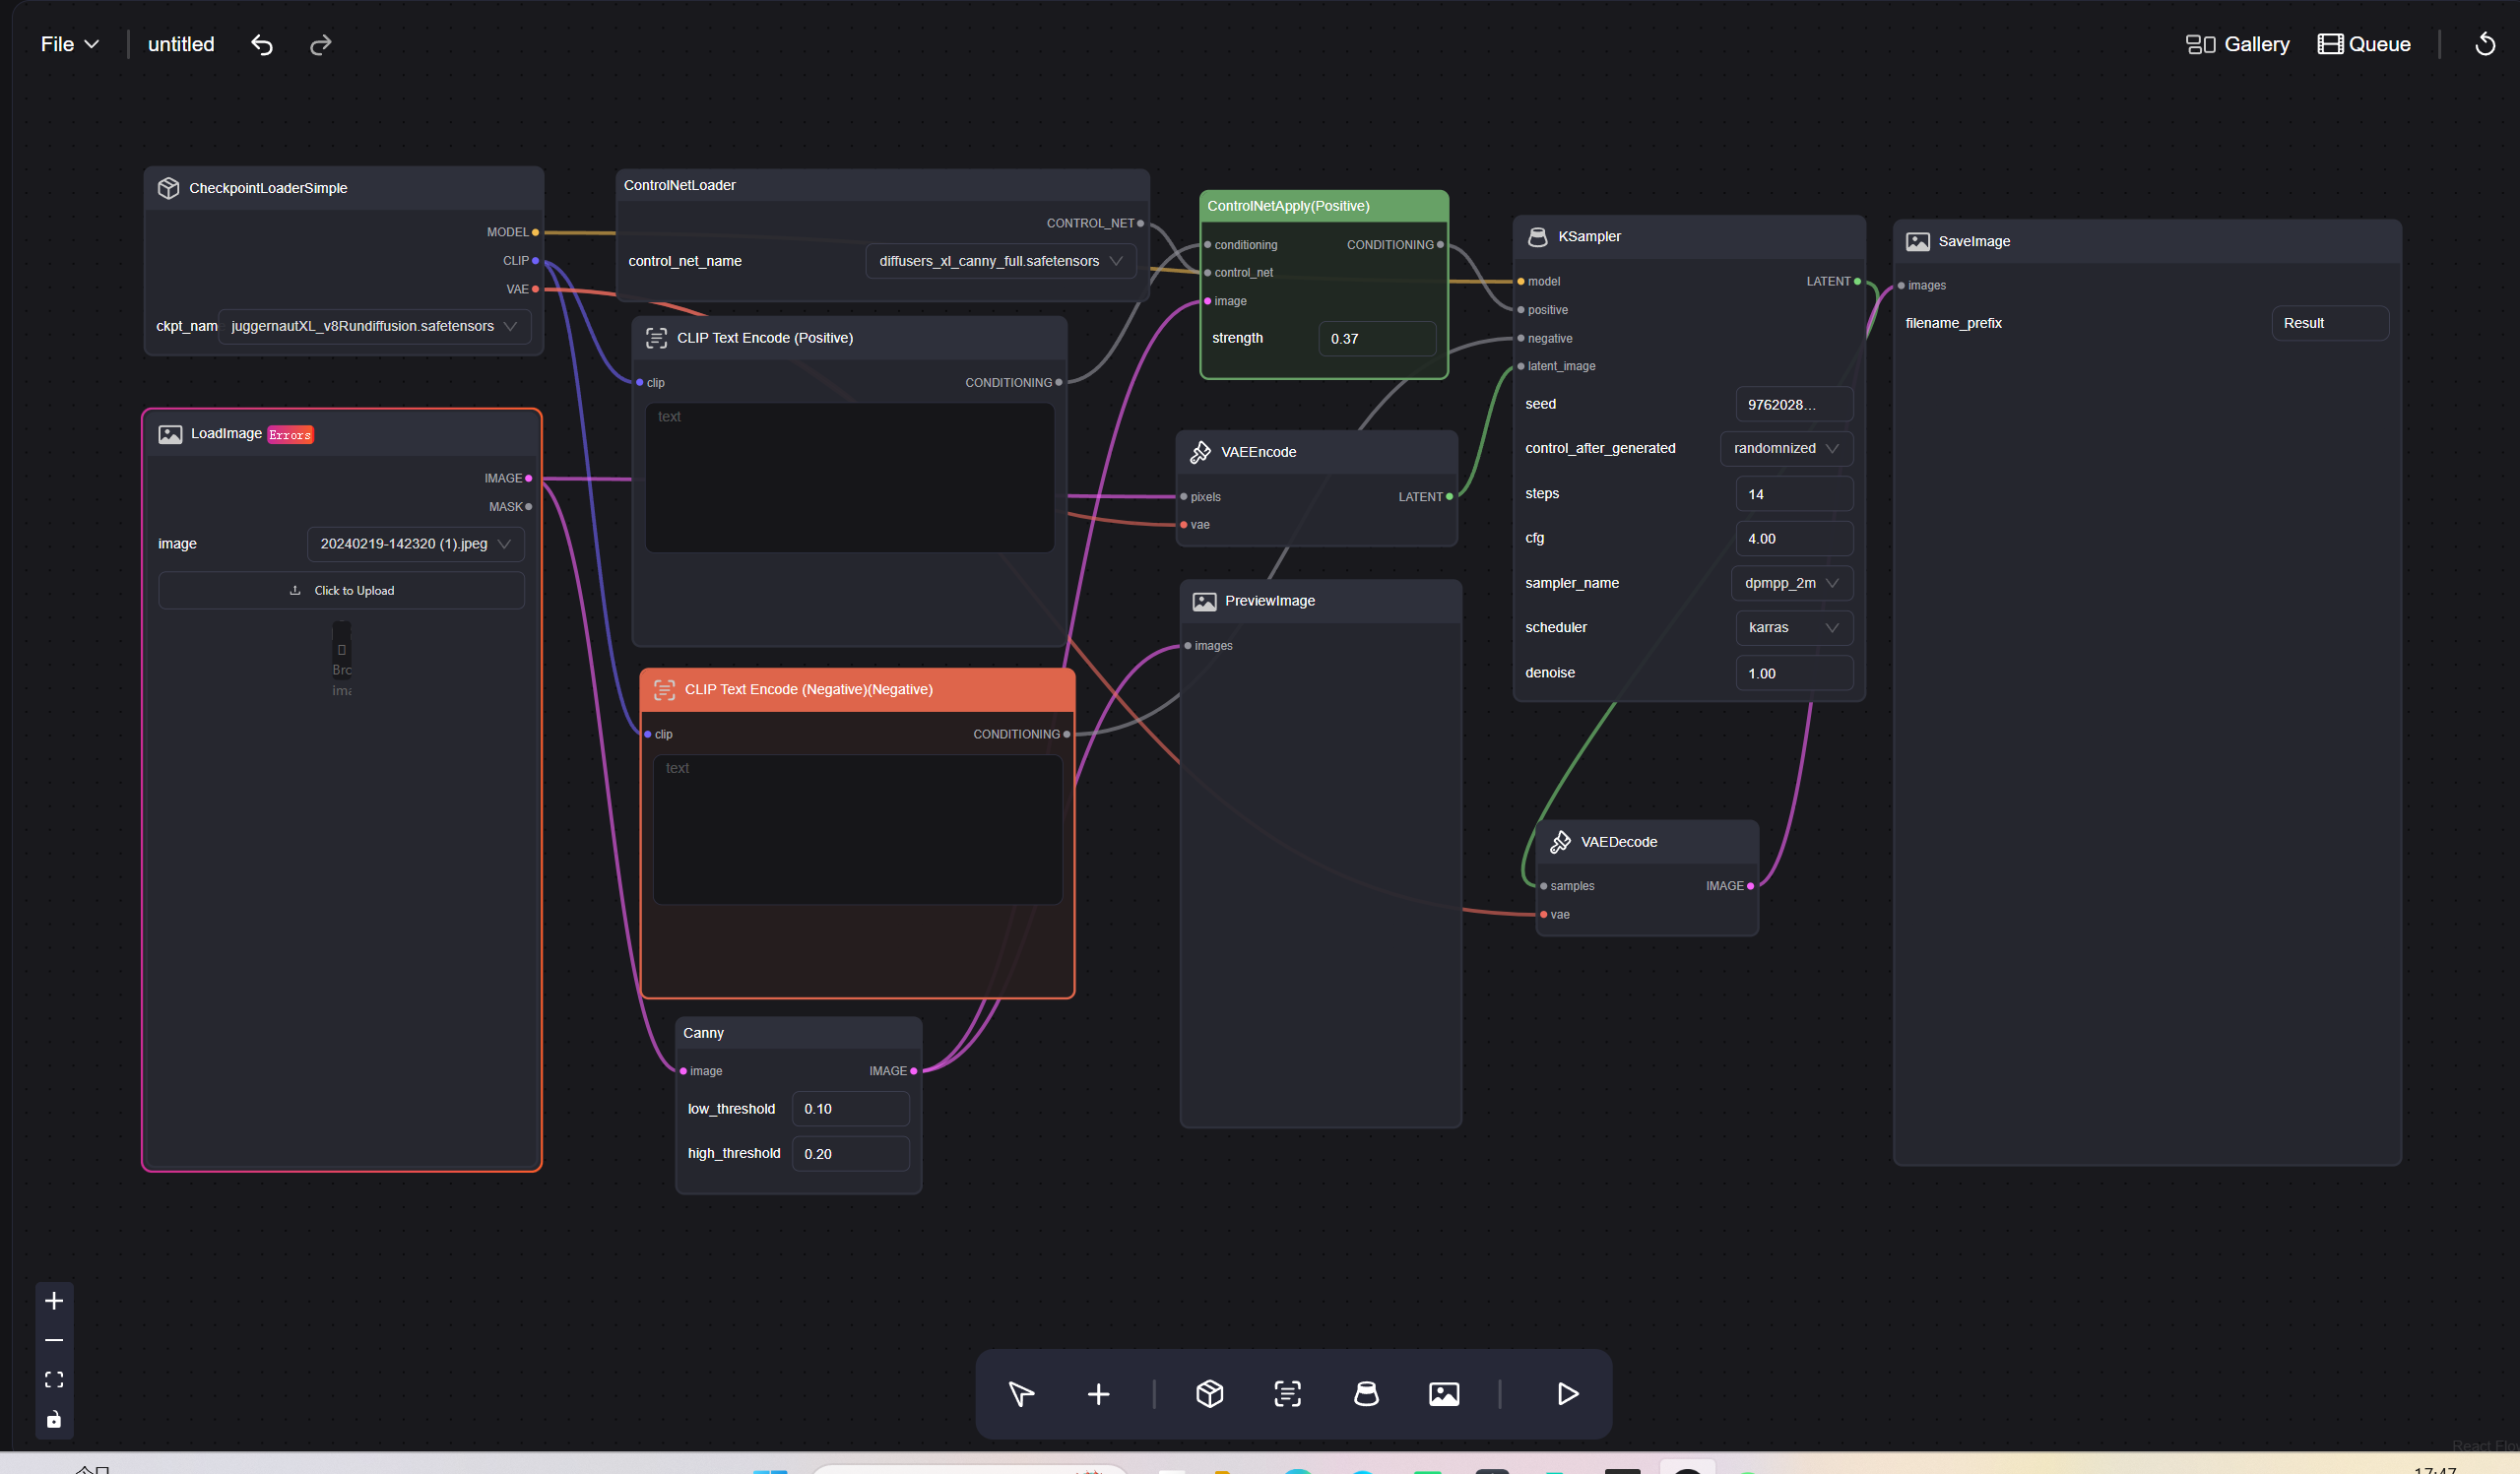 File
untitled
Gallery
Queue
CheckpointLoaderSimple
MODEL
CLIP
VAE
ckpt_nam
juggernautXL_v8Rundiffusion.safetensors
LoadImage
Errors
IMAGE
MASK
image
20240219-142320 (1).jpeg
Click to Upload
Brc
ima
ControlNetLoader
CONTROL_NET
control_net_name
diffusers_xl_canny_full.safetensors
CLIP Text Encode (Positive)
clip
CONDITIONING
text
CLIP Text Encode (Negative)(Negative)
clip
CONDITIONING
text
Canny
image
IMAGE
low_threshold
0.10
high_threshold
0.20
ControlNetApply(Positive)
conditioning
CONDITIONING
control_net
image
strength
0.37
VAEEncode
pixels
LATENT
vae
PreviewImage
images
KSampler
model
LATENT
positive
negative
latent_image
seed
9762028...
control_after_generated
randomnized
steps
14
cfg
4.00
sampler_name
dpmpp_2m
scheduler
karras
denoise
1.00
VAEDecode
samples
IMAGE
vae
SaveImage
images
filename_prefix
Result
React Flo